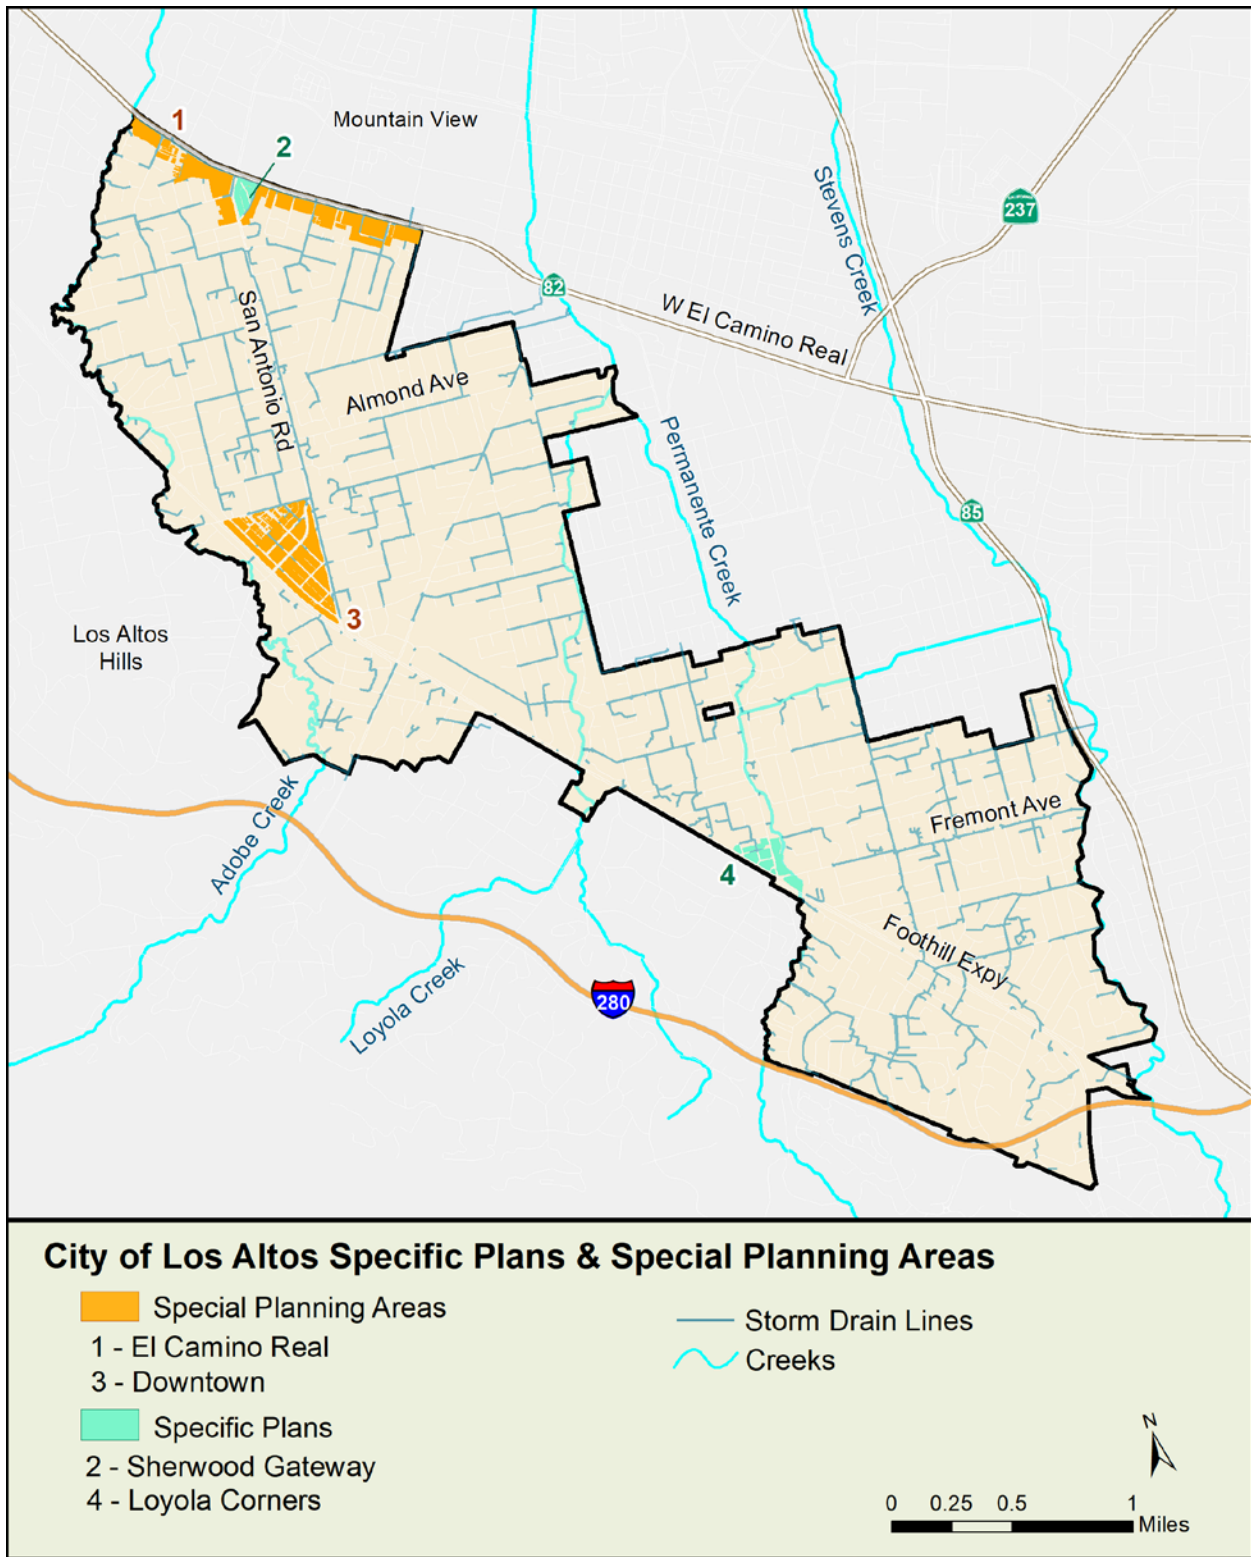 1
Mountain View
2
Stevens Creek
237
82
W El Camino Real
San Antonio Rd
Almond Ave
Permanente Creek
85
3
Los Altos
Hills
Adobe Creek
Fremont Ave
4
Foothill Expy
Loyola Creek
280
City of Los Altos Specific Plans & Special Planning Areas
Special Planning Areas
1 - El Camino Real
3 - Downtown
Specific Plans
2 - Sherwood Gateway
4 - Loyola Corners
Storm Drain Lines
Creeks
N
0 0.25 0.5 1
Miles